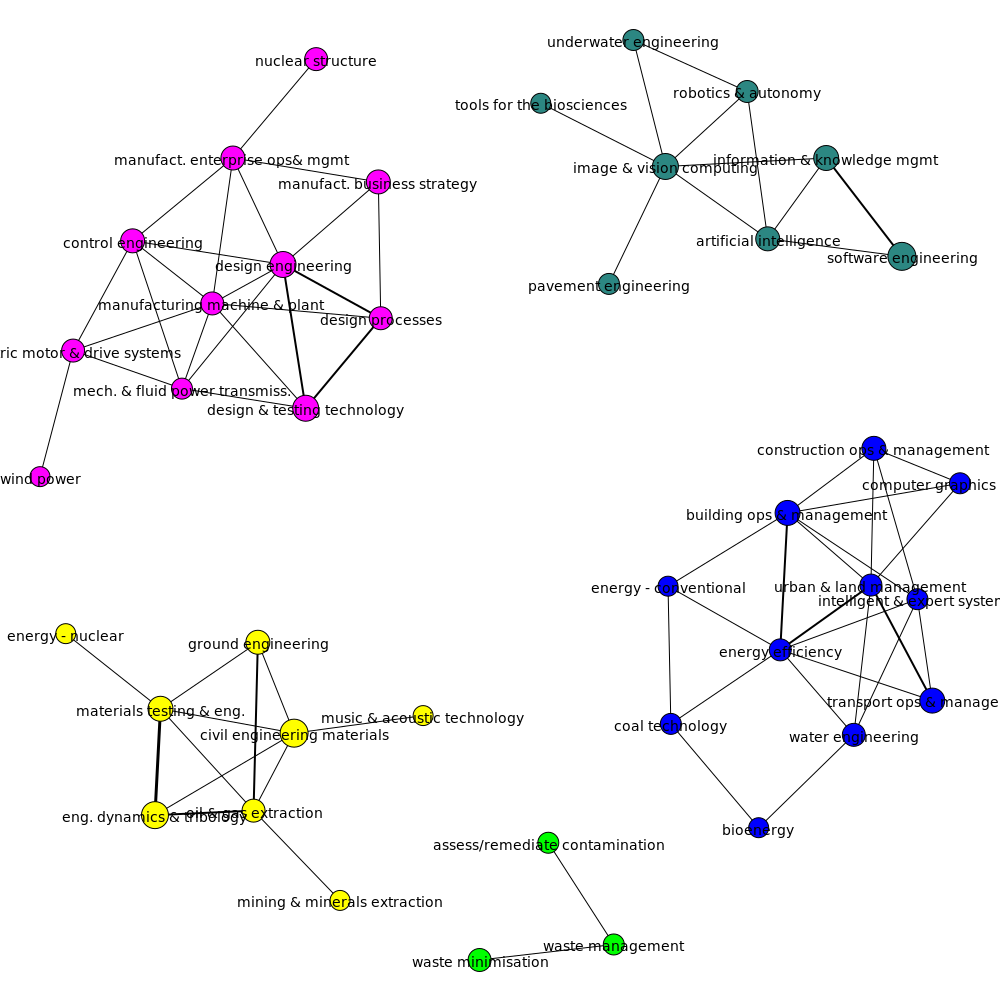 underwater engineering
nuclear structure
robotics & autonomy
tools for the biosciences
manufact. enterprise ops& mgmt
information & knowledge mgmt
image & vision computing
manufact. business strategy
control engineering
artificial intelligence
software engineering
design engineering
pavement engineering
manufacturing machine & plant
design processes
ric motor & drive systems
mech. & fluid power transmiss.
design & testing technology
construction ops & management
wind power
computer graphics
building ops & management
energy - conventional
urban & land management
intelligent & expert system
energy - nuclear
ground engineering
energy efficiency
transport ops & manage
materials testing & eng.
music & acoustic technology
coal technology
civil engineering materials
water engineering
oil & gas extraction
eng. dynamics & tribology
bioenergy
assess/remediate contamination
mining & minerals extraction
waste management
waste minimisation